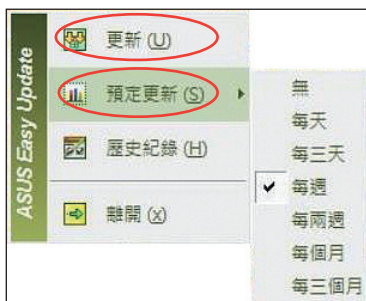 ASUS Easy Update
更新 (U)
預定更新 (S)
歷史紀錄 (H)
離開 (x)
無
每天
每三天
每週
每兩週
每個月
每三個月